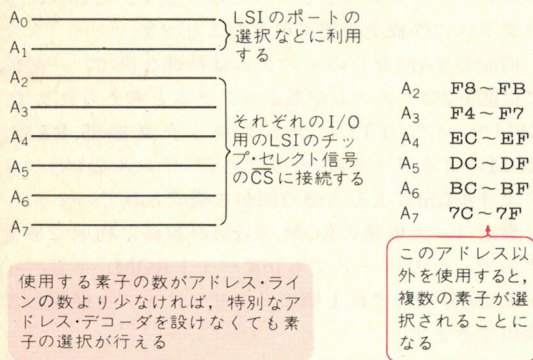 A₀
A₁
LSIのポートの
選択などに利用
する
A₂
A₃
A₄
A₅
A₆
A₇
それぞれのI/O
用のLSIのチッ
プ・セレクト信号
のC̅S̅に接続する
A₂ F8～FB
A₃ F4～F7
A₄ EC～EF
A₅ DC～DF
A₆ BC～BF
A₇ 7C～7F
このアドレス以
外を使用すると,
複数の素子が選
択されることに
なる
使用する素子の数がアドレス・ライ
ンの数より少なければ, 特別なア
ドレス・デコーダを設けなくても素
子の選択が行える